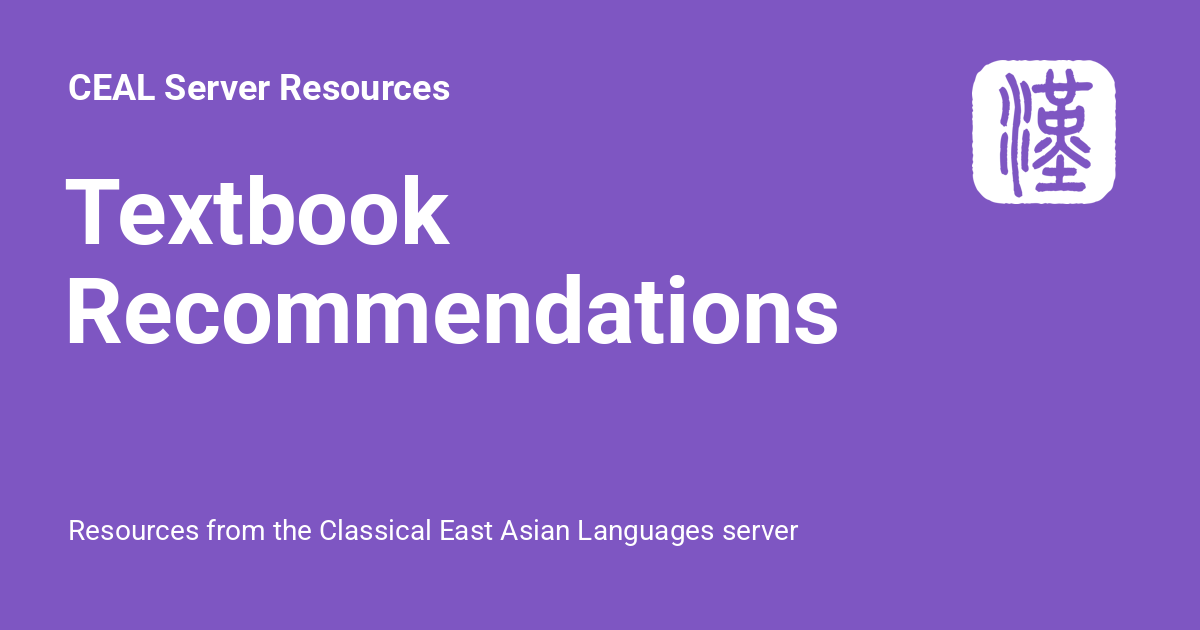 CEAL Server Resources
漢
Textbook
Recommendations
Resources from the Classical East Asian Languages server